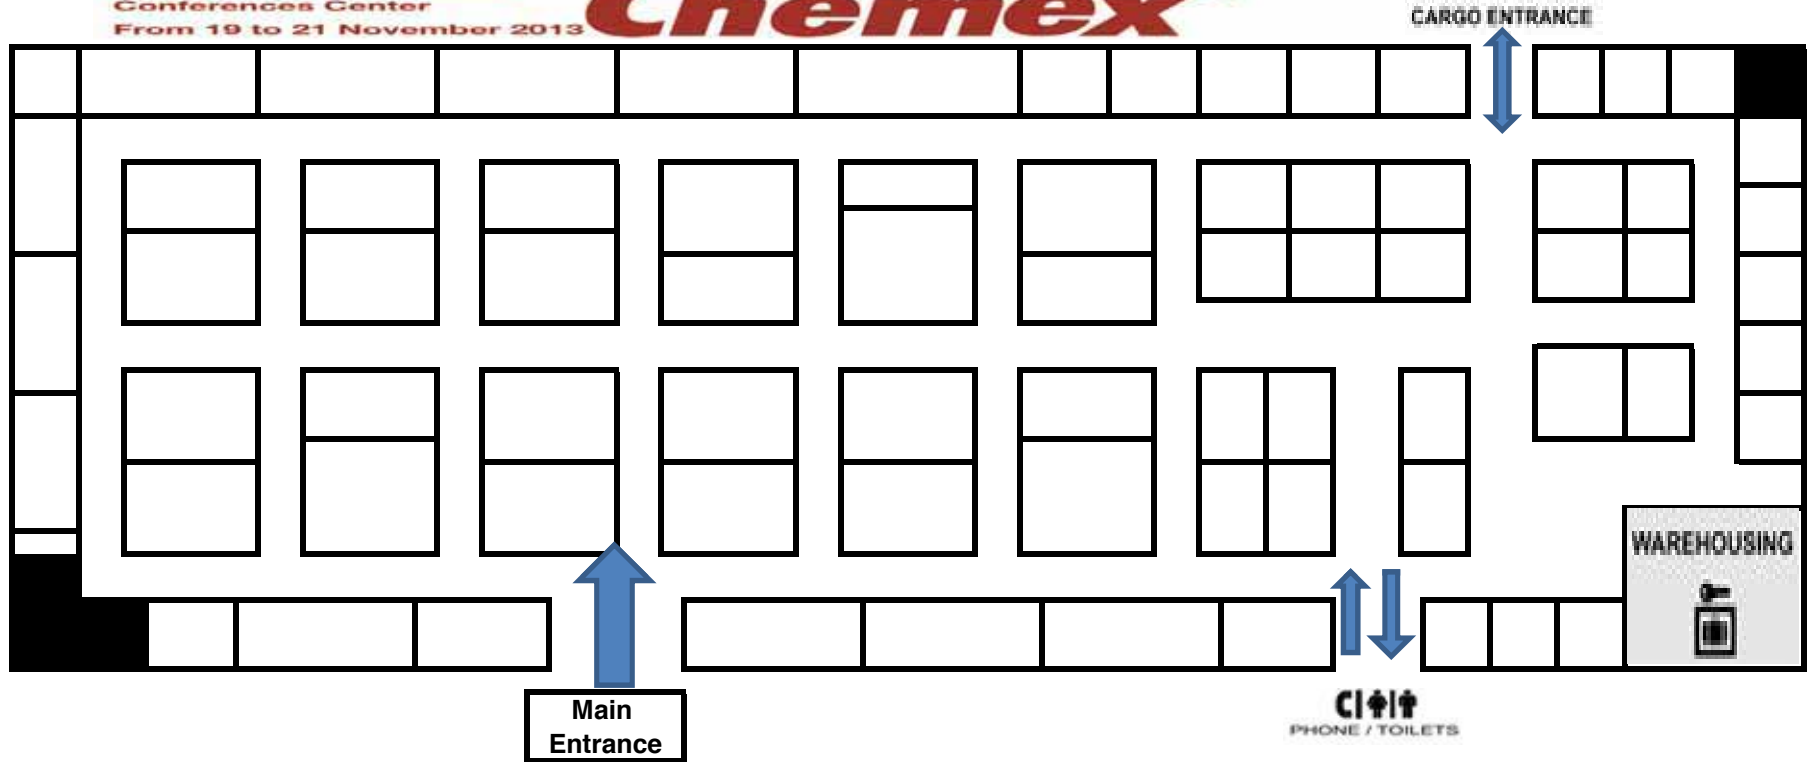 Conferences Center
From 19 to 21 November 2013
Chemex
CARGO ENTRANCE
WAREHOUSING
Main
Entrance
PHONE / TOILETS